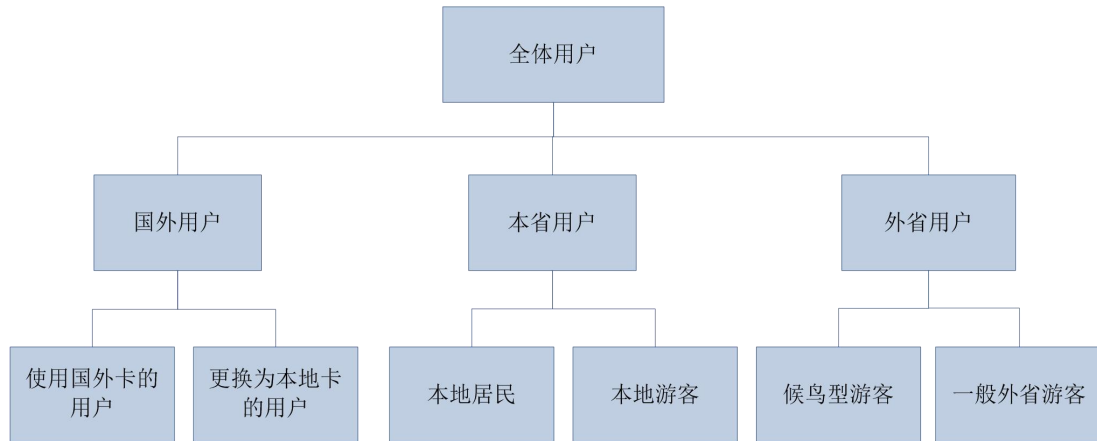 全体用户
国外用户
本省用户
外省用户
使用国外卡的
用户
更换为本地卡
的用户
本地居民
本地游客
候鸟型游客
一般外省游客